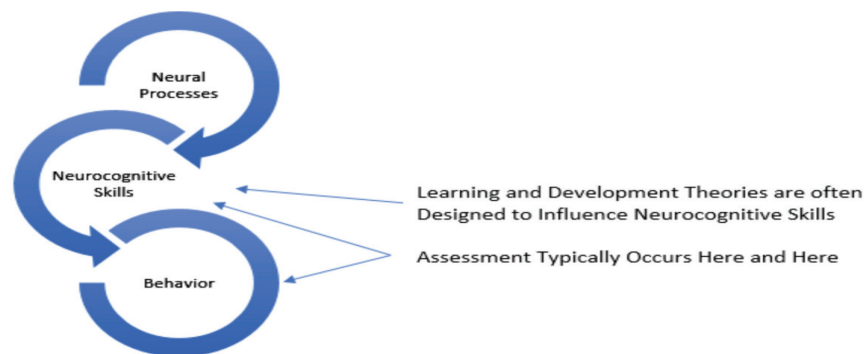 Neural
Processes
Neurocognitive
Skills
Learning and Development Theories are often
Designed to Influence Neurocognitive Skills
Assessment Typically Occurs Here and Here
Behavior